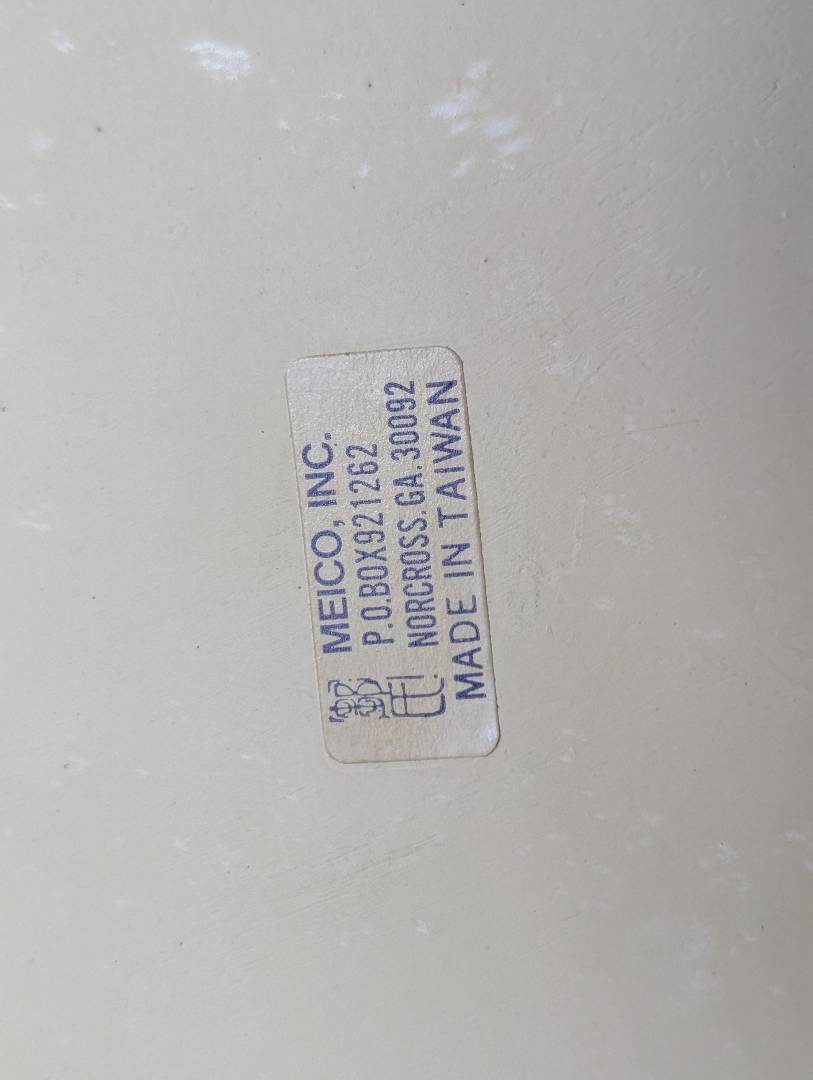 MEICO, INC.
P.O.BOX921262
NORCROSS.GA.30092
MADE IN TAIWAN